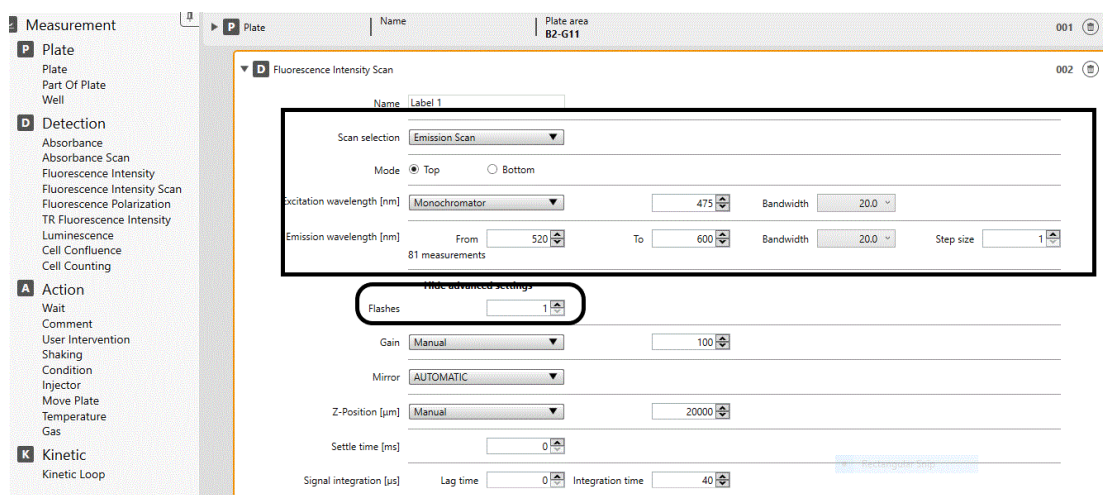 Measurement
P Plate
Plate
Part Of Plate
Well
D Detection
Absorbance
Absorbance Scan
Fluorescence Intensity
Fluorescence Intensity Scan
Fluorescence Polarization
TR Fluorescence Intensity
Luminescence
Cell Confluence
Cell Counting
A Action
Wait
Comment
User Intervention
Shaking
Condition
Injector
Move Plate
Temperature
Gas
K Kinetic
Kinetic Loop
P Plate Name Plate area 001
B2-G11
D Fluorescence Intensity Scan 002
Name Label 1
Scan selection Emission Scan
Mode Top Bottom
Excitation wavelength [nm] Monochromator 475 Bandwidth 20.0
Emission wavelength [nm] From 520 To 600 Bandwidth 20.0 Step size 1
81 measurements
Hide advanced settings
Flashes 1
Gain Manual 100
Mirror AUTOMATIC
Z-Position [µm] Manual 20000
Settle time [ms] 0
Rectangular Snip
Signal integration [µs] Lag time 0 Integration time 40